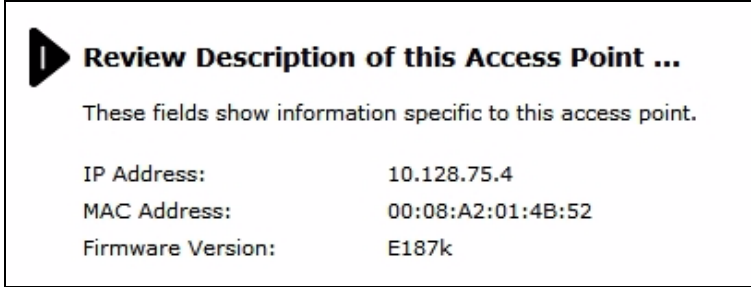 Review Description of this Access Point ...
These fields show information specific to this access point.
IP Address: 10.128.75.4
MAC Address: 00:08:A2:01:4B:52
Firmware Version: E187k